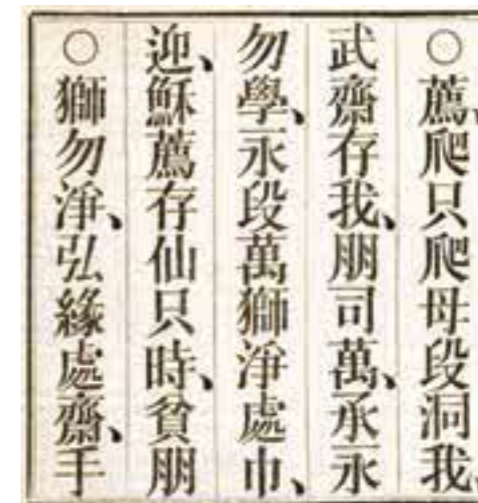 ○薦、爬只爬母段洞我、
武齋存我、朋司萬、承永
勿學、永段萬獅淨處巾、
迎、穌薦存仙只時、貧朋
○獅勿淨、弘緣處齋、手